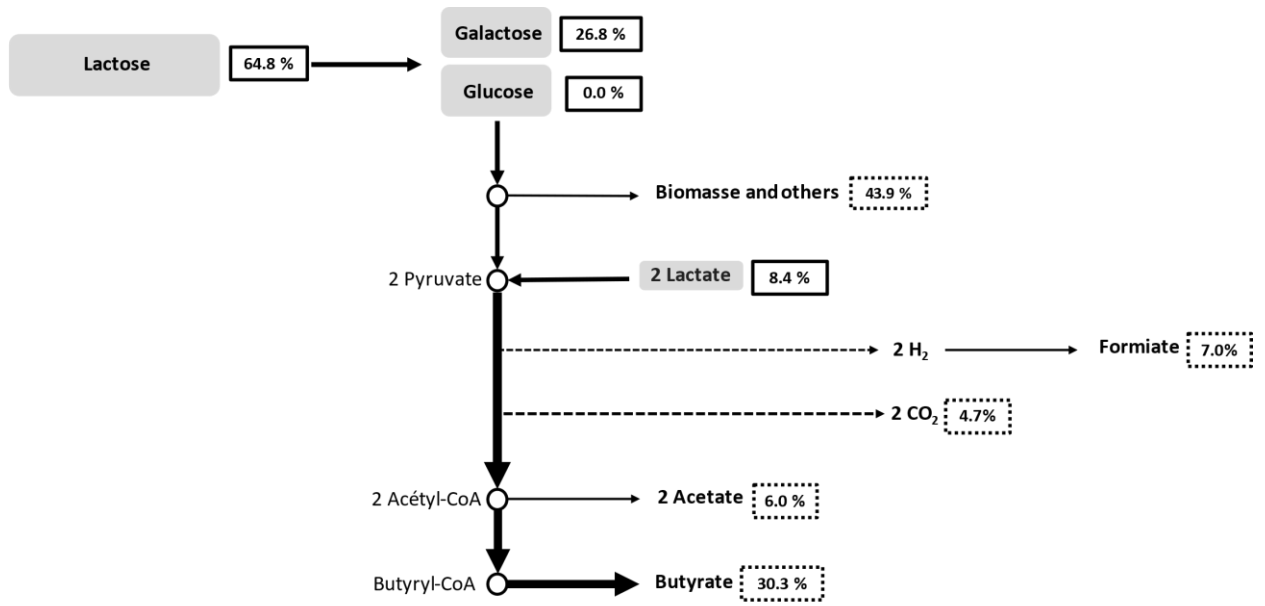 Galactose 26.8 %
Lactose 64.8 %
Glucose 0.0 %
Biomasse and others 43.9 %
2 Pyruvate 2 Lactate 8.4 %
2 H₂ Formiate 7.0%
2 CO₂ 4.7%
2 Acétyl-CoA 2 Acetate 6.0 %
Butyryl-CoA Butyrate 30.3 %